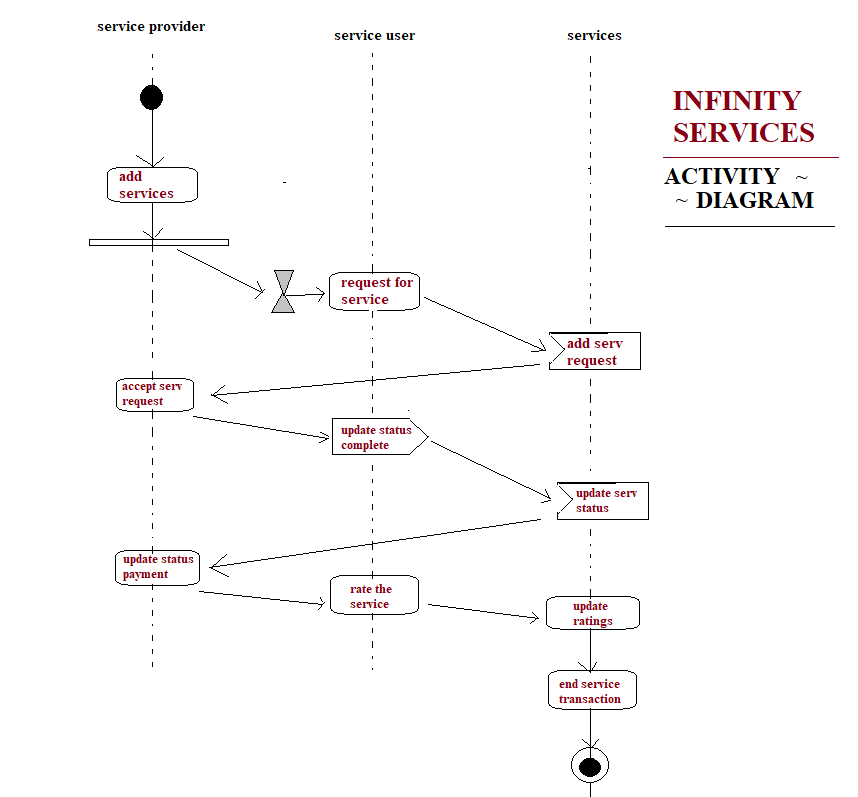 service provider
service user
services
INFINITY
SERVICES
ACTIVITY ~
~ DIAGRAM
add
services
request for
service
add serv
request
accept serv
request
update status
complete
update serv
status
update status
payment
rate the
service
update
ratings
end service
transaction